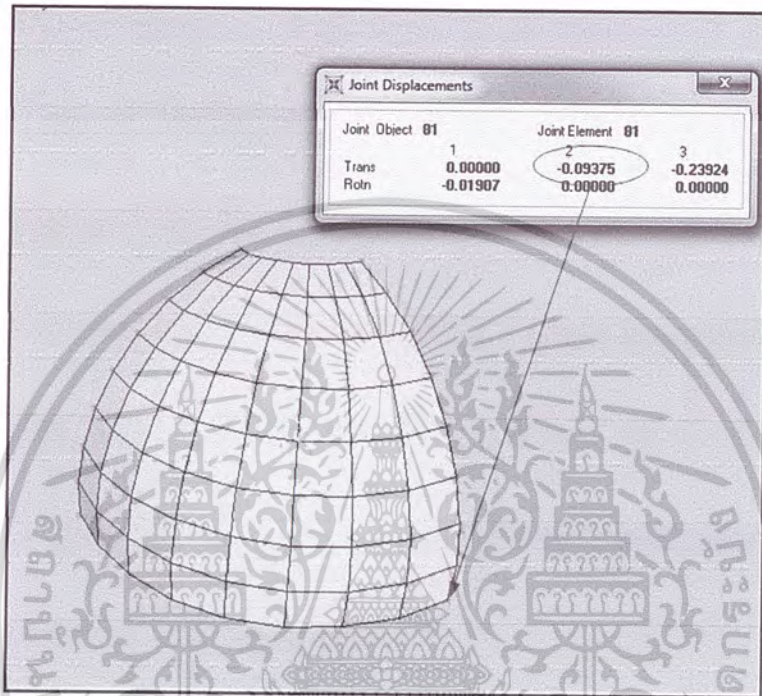 Joint Displacements
Joint Object 81 Joint Element 81
1 2 3
Trans 0.00000 -0.09375 -0.23924
Rotn -0.01907 0.00000 0.00000